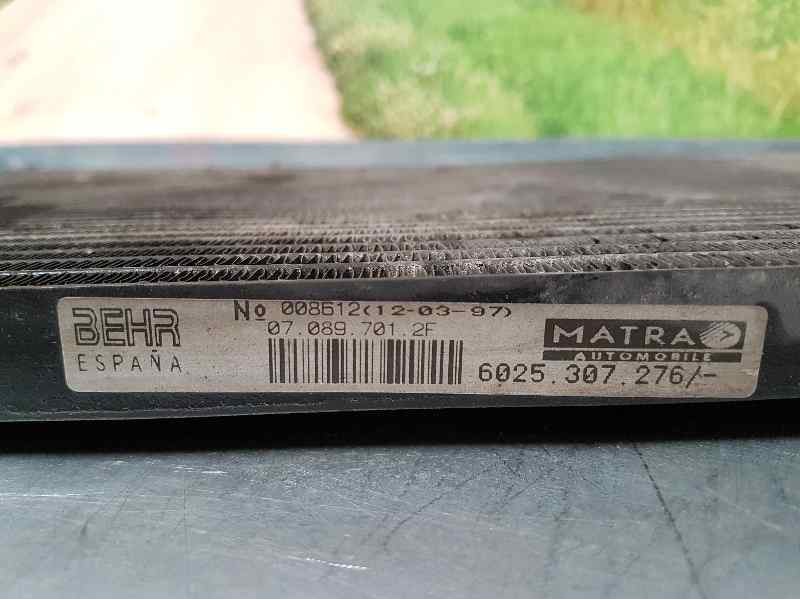 BEHR
ESPAÑA
No 008612(12-03-97)
07.089.701.2F
MATRA
AUTOMOBILE
6025.307.276/-